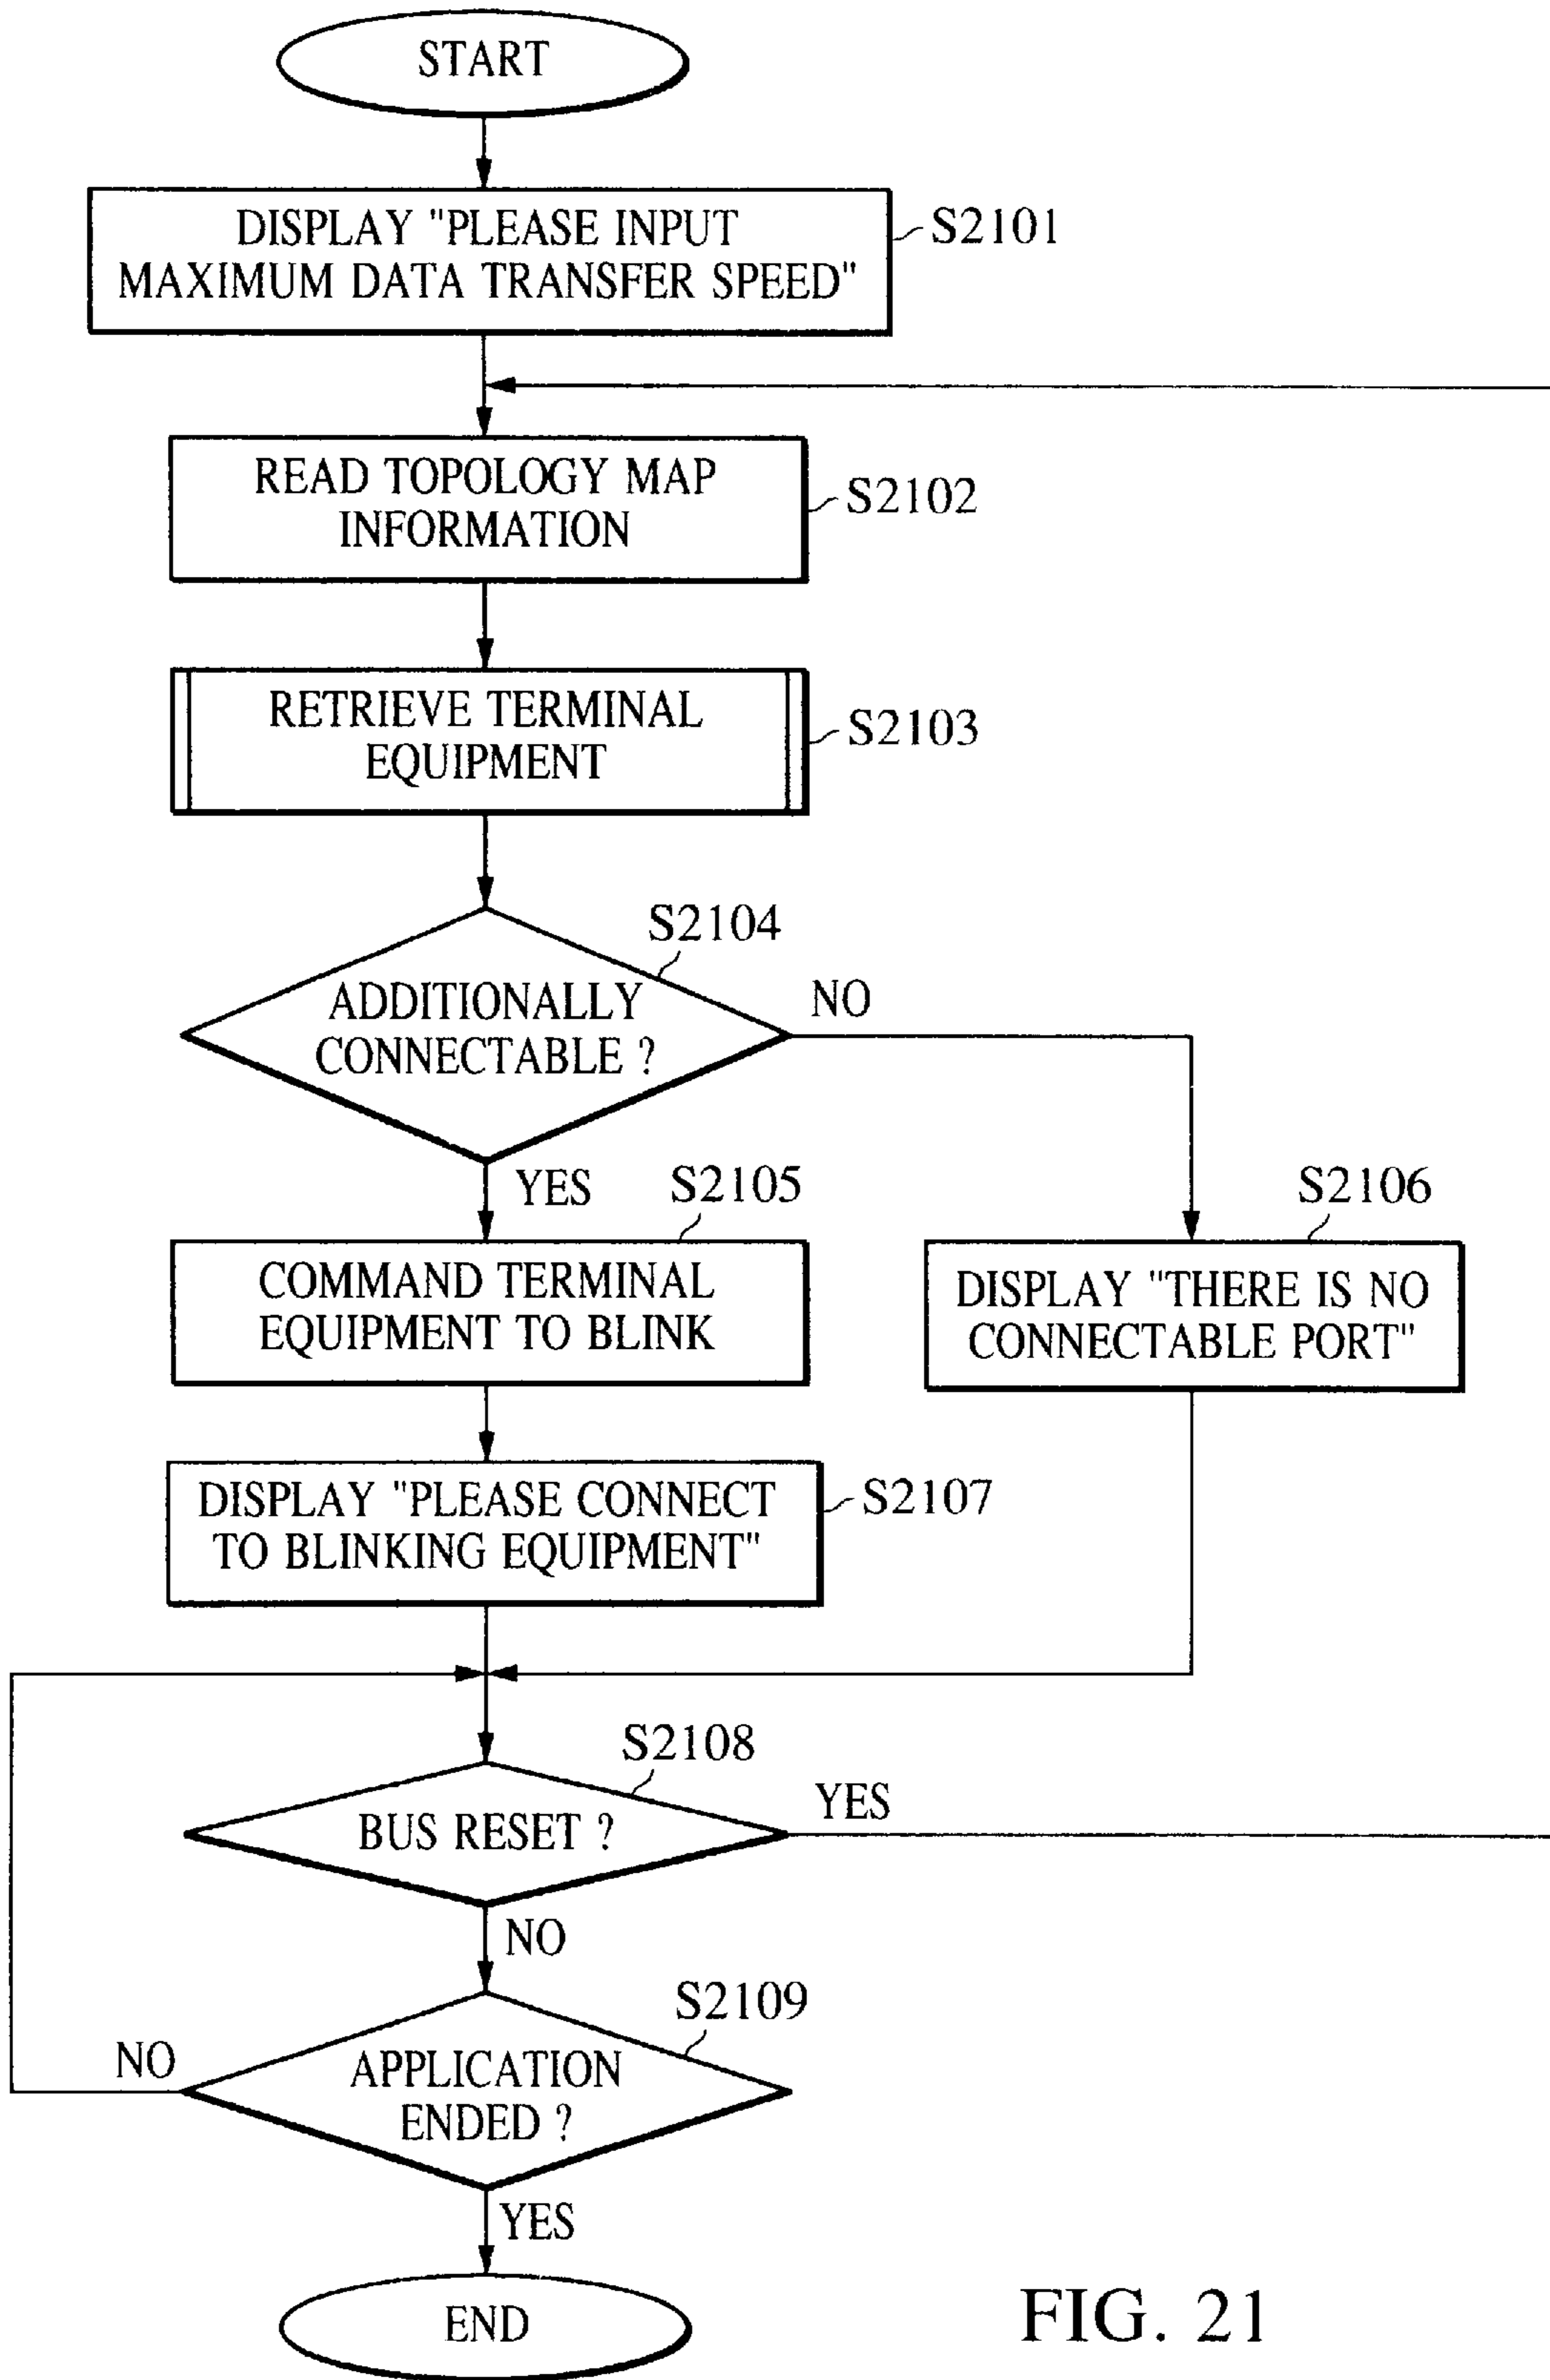 START
DISPLAY "PLEASE INPUT
MAXIMUM DATA TRANSFER SPEED"
S2101
READ TOPOLOGY MAP
INFORMATION
S2102
RETRIEVE TERMINAL
EQUIPMENT
S2103
S2104
ADDITIONALLY
CONNECTABLE ?
NO
YES
S2105
COMMAND TERMINAL
EQUIPMENT TO BLINK
S2106
DISPLAY "THERE IS NO
CONNECTABLE PORT"
DISPLAY "PLEASE CONNECT
TO BLINKING EQUIPMENT"
S2107
S2108
BUS RESET ?
YES
NO
S2109
APPLICATION
ENDED ?
NO
YES
END
FIG. 21